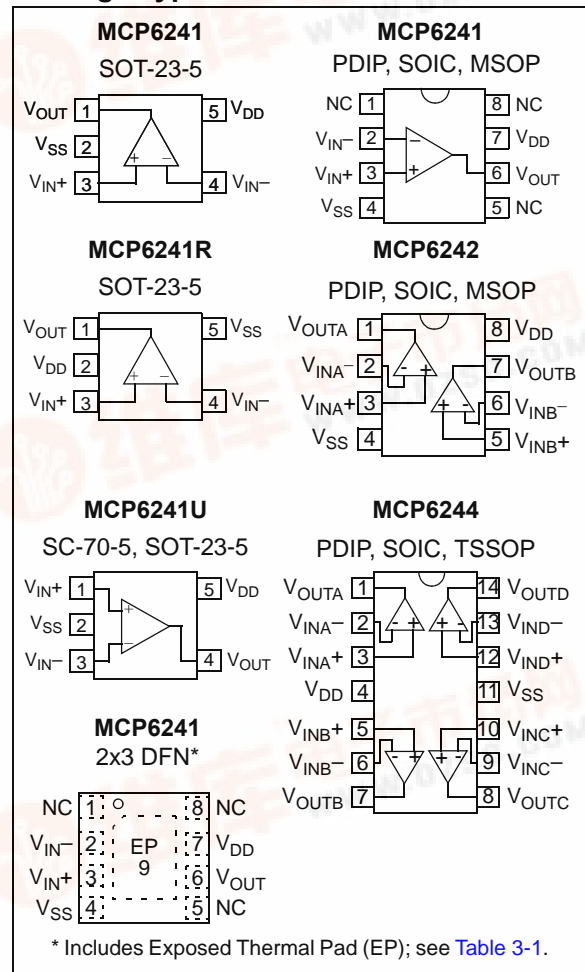 MCP6241
SOT-23-5
VOUT 1
5 VDD
VSS 2
VIN+ 3
4 VIN–
+ −
MCP6241
PDIP, SOIC, MSOP
NC 1
8 NC
VIN– 2
7 VDD
VIN+ 3
6 VOUT
VSS 4
5 NC
−
+
MCP6241R
SOT-23-5
VOUT 1
5 VSS
VDD 2
VIN+ 3
4 VIN–
+ −
MCP6242
PDIP, SOIC, MSOP
VOUTA 1
8 VDD
VINA– 2
7 VOUTB
VINA+ 3
6 VINB–
VSS 4
5 VINB+
- +
+ -
MCP6241U
SC-70-5, SOT-23-5
VIN+ 1
5 VDD
VSS 2
VIN– 3
4 VOUT
+
−
MCP6244
PDIP, SOIC, TSSOP
VOUTA 1
14 VOUTD
VINA– 2
13 VIND–
VINA+ 3
12 VIND+
VDD 4
11 VSS
VINB+ 5
10 VINC+
VINB– 6
9 VINC–
VOUTB 7
8 VOUTC
- +
+ -
- +
+ -
MCP6241
2x3 DFN*
NC 1
8 NC
VIN– 2
7 VDD
VIN+ 3
6 VOUT
VSS 4
5 NC
EP
9
* Includes Exposed Thermal Pad (EP); see Table 3-1.